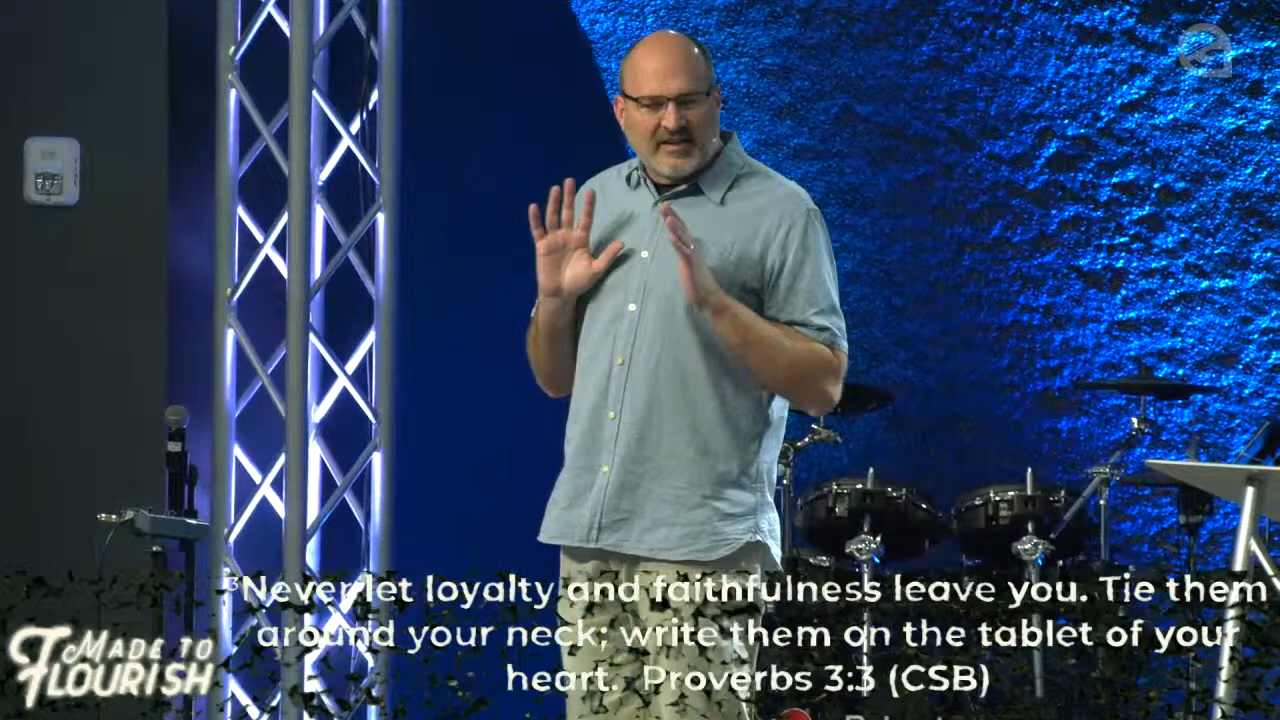 ³Never let loyalty and faithfulness leave you. Tie them
around your neck; write them on the tablet of your
heart. Proverbs 3:3 (CSB)
MADE TO
FLOURISH